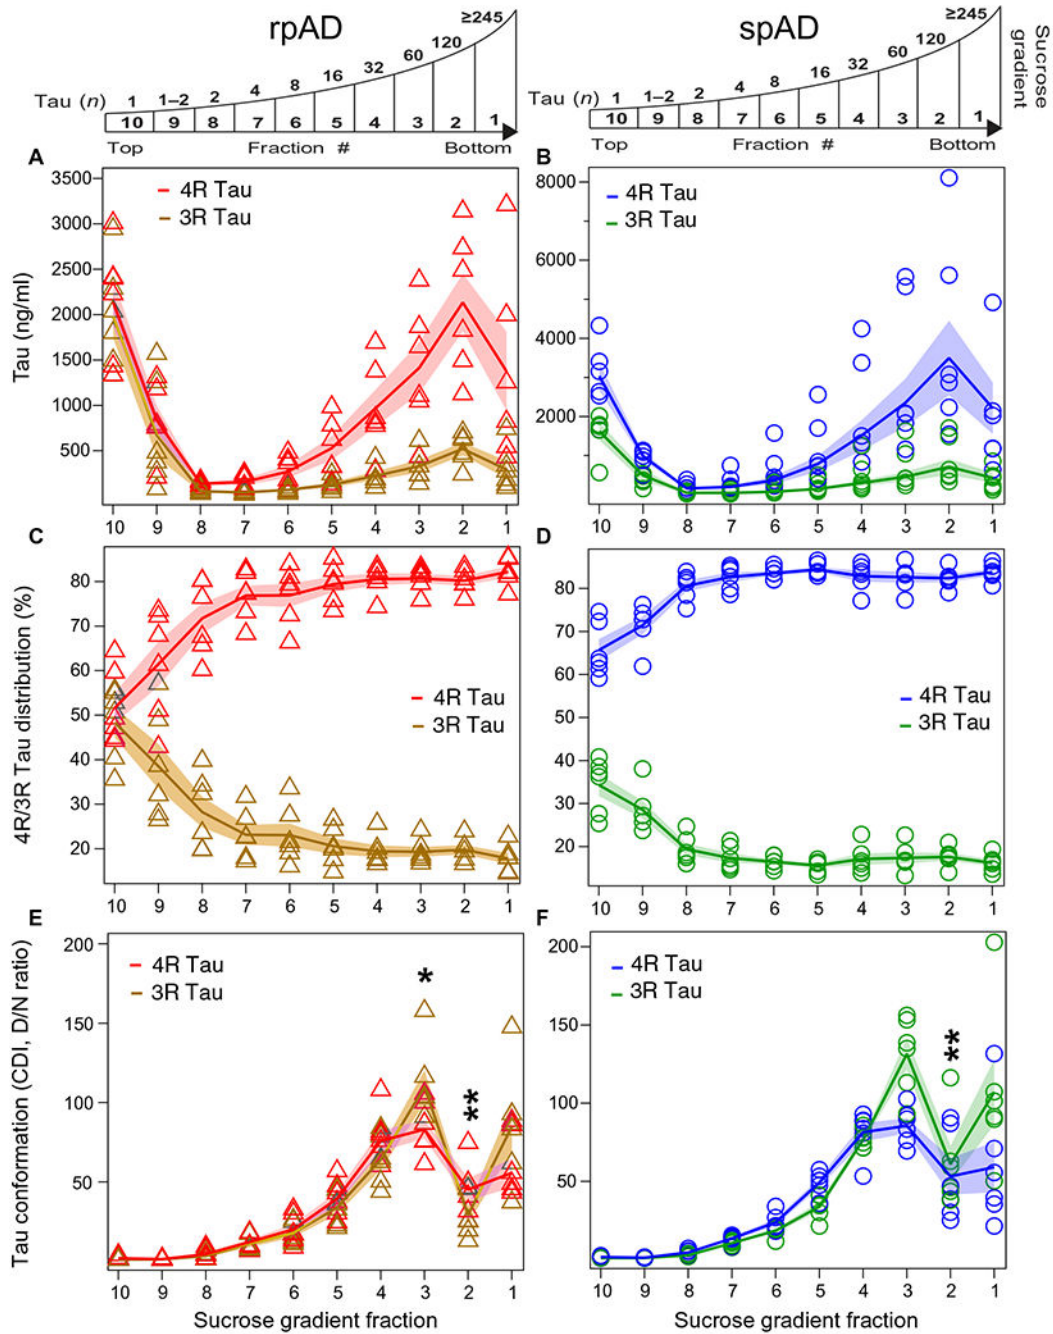 rpAD
Tau (n) 1 1–2 2 4 8 16 32 60 120 ≥245
10 9 8 7 6 5 4 3 2 1
Top Fraction # Bottom
spAD
Sucrose
gradient
Tau (n) 1 1–2 2 4 8 16 32 60 120 ≥245
10 9 8 7 6 5 4 3 2 1
Top Fraction # Bottom
A
Tau (ng/ml)
3500
3000
2500
2000
1500
1000
500
4R Tau
3R Tau
10 9 8 7 6 5 4 3 2 1
B
8000
6000
4000
2000
4R Tau
3R Tau
10 9 8 7 6 5 4 3 2 1
C
4R/3R Tau distribution (%)
80
70
60
50
40
30
20
4R Tau
3R Tau
10 9 8 7 6 5 4 3 2 1
D
80
70
60
50
40
30
20
4R Tau
3R Tau
10 9 8 7 6 5 4 3 2 1
E
Tau conformation (CDI, D/N ratio)
200
150
100
50
4R Tau
3R Tau
*
**
10 9 8 7 6 5 4 3 2 1
Sucrose gradient fraction
F
200
150
100
50
4R Tau
3R Tau
**
10 9 8 7 6 5 4 3 2 1
Sucrose gradient fraction